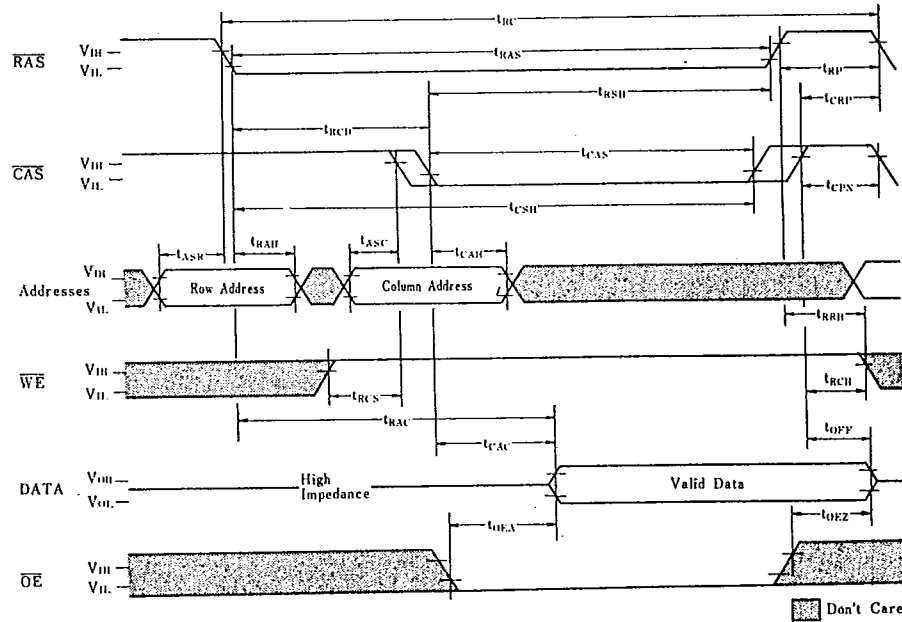 tRC
RAS VIH VIL tRAS tRP
tRSH tCRP
tRCD
CAS VIH VIL tCAS tCPN
tCSH
tASR tRAH tASC tCAH
Addresses VIH VIL Row Address Column Address
tRRH
WE VIH VIL tRCS tRCH
tRAC tOFF
tCAC
DATA VOH VOL High Impedance Valid Data
tOEA tOEZ
OE VIH VIL
Don't Care